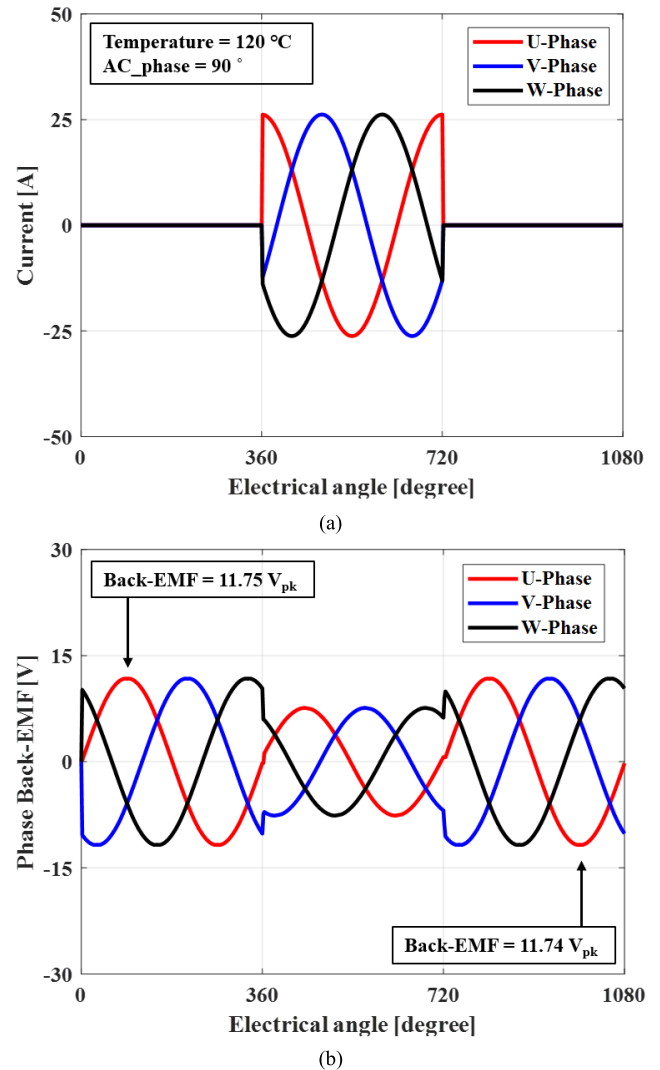 50
Temperature = 120 °C
AC_phase = 90 °
U-Phase
V-Phase
W-Phase
25
0
-25
-50
Current [A]
0
360
720
1080
Electrical angle [degree]
(a)
30
Back-EMF = 11.75 Vpk
U-Phase
V-Phase
W-Phase
15
0
-15
-30
Phase Back-EMF [V]
Back-EMF = 11.74 Vpk
0
360
720
1080
Electrical angle [degree]
(b)